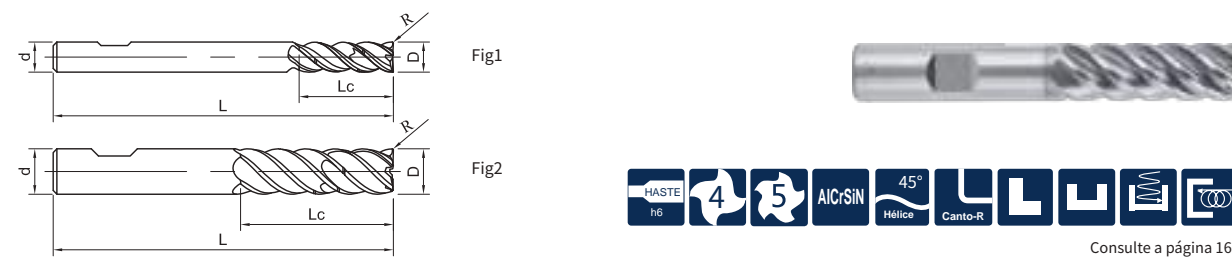 R
d
D
Fig1
Lc
L
R
d
D
Fig2
Lc
L
HASTE
h6
4
5
AlCrSiN
45°
Hélice
Canto-R
Consulte a página 16